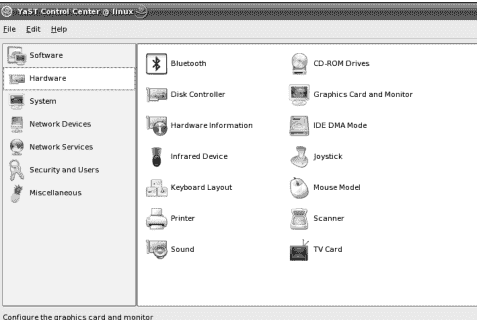 YaST Control Center @ linux
File Edit Help
Software
Hardware
System
Network Devices
Network Services
Security and Users
Miscellaneous
Bluetooth
CD-ROM Drives
Disk Controller
Graphics Card and Monitor
Hardware Information
IDE DMA Mode
Infrared Device
Joystick
Keyboard Layout
Mouse Model
Printer
Scanner
Sound
TV Card
Configure the graphics card and monitor